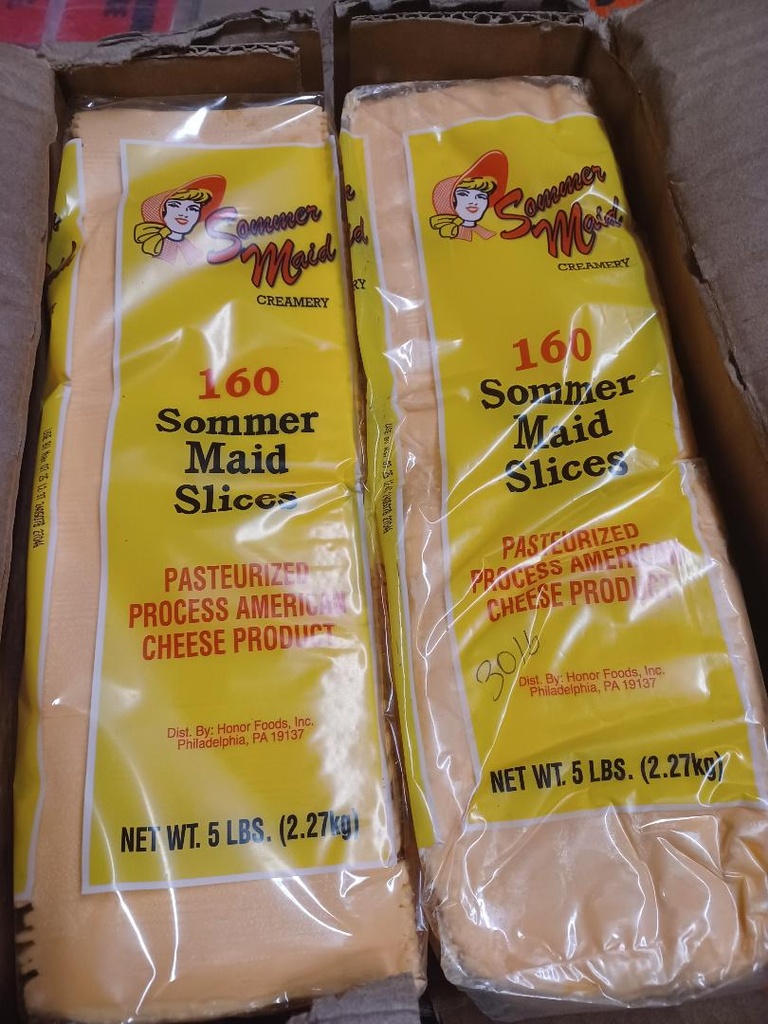 Sommer
Maid
CREAMERY
160
Sommer
Maid
Slices
PASTEURIZED
PROCESS AMERICAN
CHEESE PRODUCT
Dist. By: Honor Foods, Inc.
Philadelphia, PA 19137
NET WT. 5 LBS. (2.27kg)
Sommer
Maid
CREAMERY
160
Sommer
Maid
Slices
PASTEURIZED
PROCESS AMERICAN
CHEESE PRODUCT
3016
Dist. By: Honor Foods, Inc.
Philadelphia, PA 19137
NET WT. 5 LBS. (2.27kg)